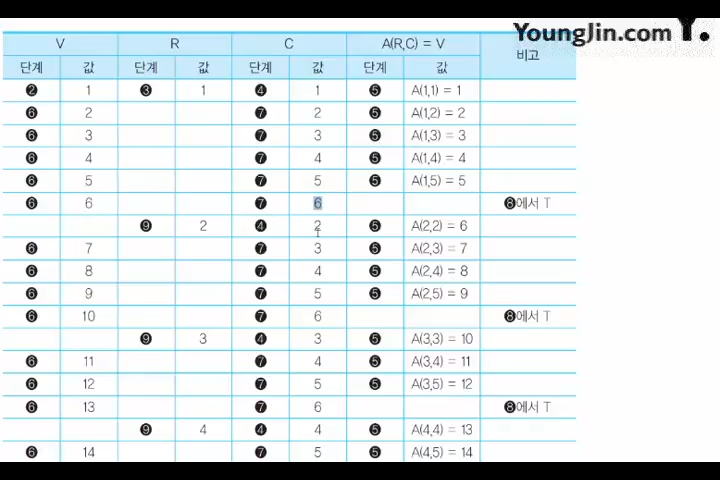 YoungJin.com Y.
V R C A(R,C) = V 비고
단계 값 단계 값 단계 값 단계 값
❷ 1 ❸ 1 ❹ 1 ❺ A(1,1) = 1
❻ 2 ❼ 2 ❺ A(1,2) = 2
❻ 3 ❼ 3 ❺ A(1,3) = 3
❻ 4 ❼ 4 ❺ A(1,4) = 4
❻ 5 ❼ 5 ❺ A(1,5) = 5
❻ 6 ❼ 6 ❽에서 T
❾ 2 ❹ 2 ❺ A(2,2) = 6
❻ 7 ❼ 3 ❺ A(2,3) = 7
❻ 8 ❼ 4 ❺ A(2,4) = 8
❻ 9 ❼ 5 ❺ A(2,5) = 9
❻ 10 ❼ 6 ❽에서 T
❾ 3 ❹ 3 ❺ A(3,3) = 10
❻ 11 ❼ 4 ❺ A(3,4) = 11
❻ 12 ❼ 5 ❺ A(3,5) = 12
❻ 13 ❼ 6 ❽에서 T
❾ 4 ❹ 4 ❺ A(4,4) = 13
❻ 14 ❼ 5 ❺ A(4,5) = 14